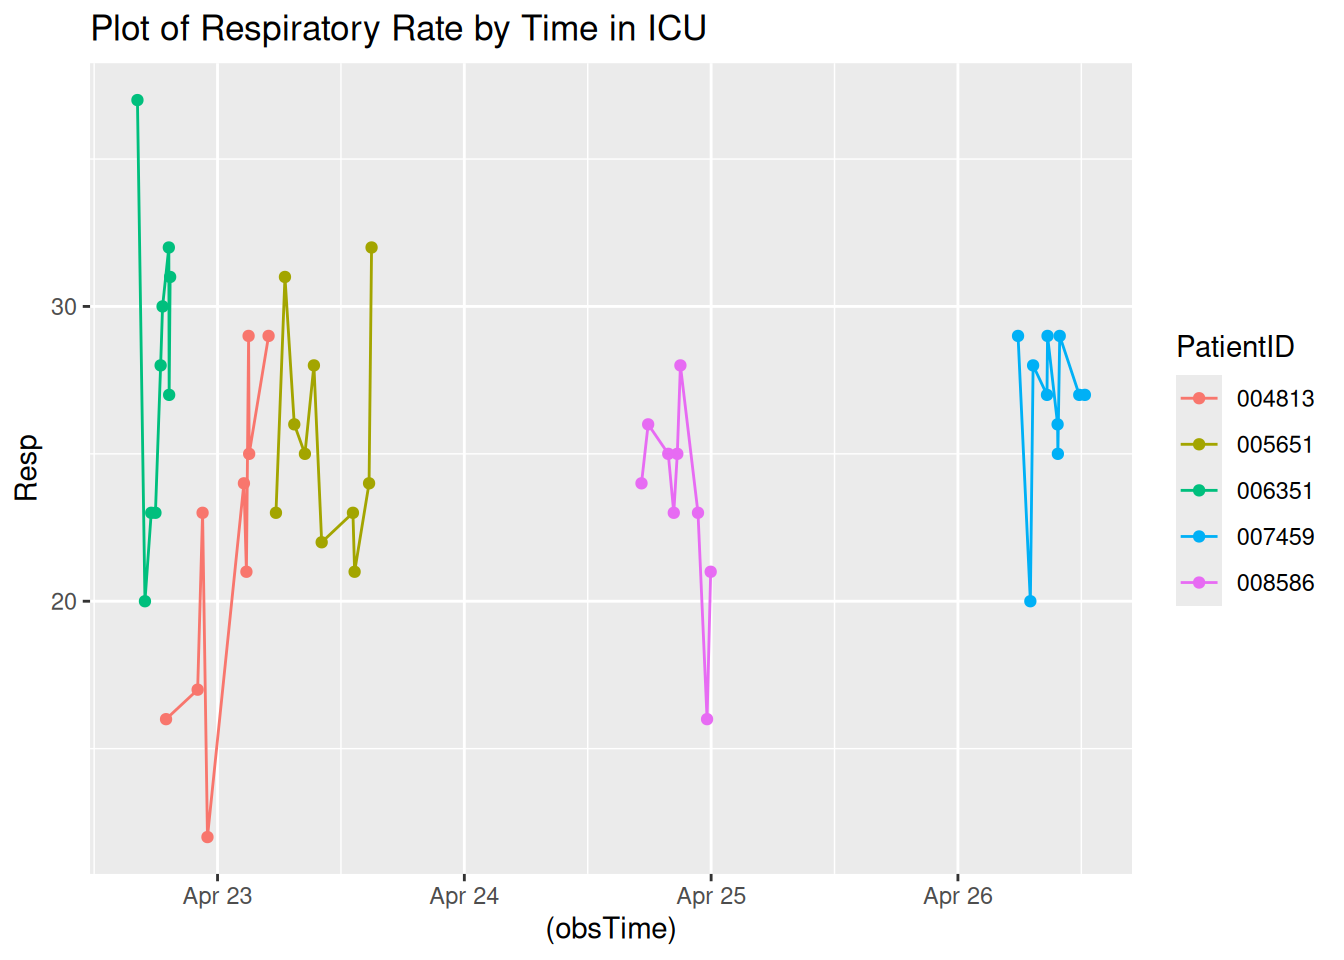 Plot of Respiratory Rate by Time in ICU
Resp
30
20
Apr 23
Apr 24
Apr 25
Apr 26
(obsTime)
PatientID
004813
005651
006351
007459
008586